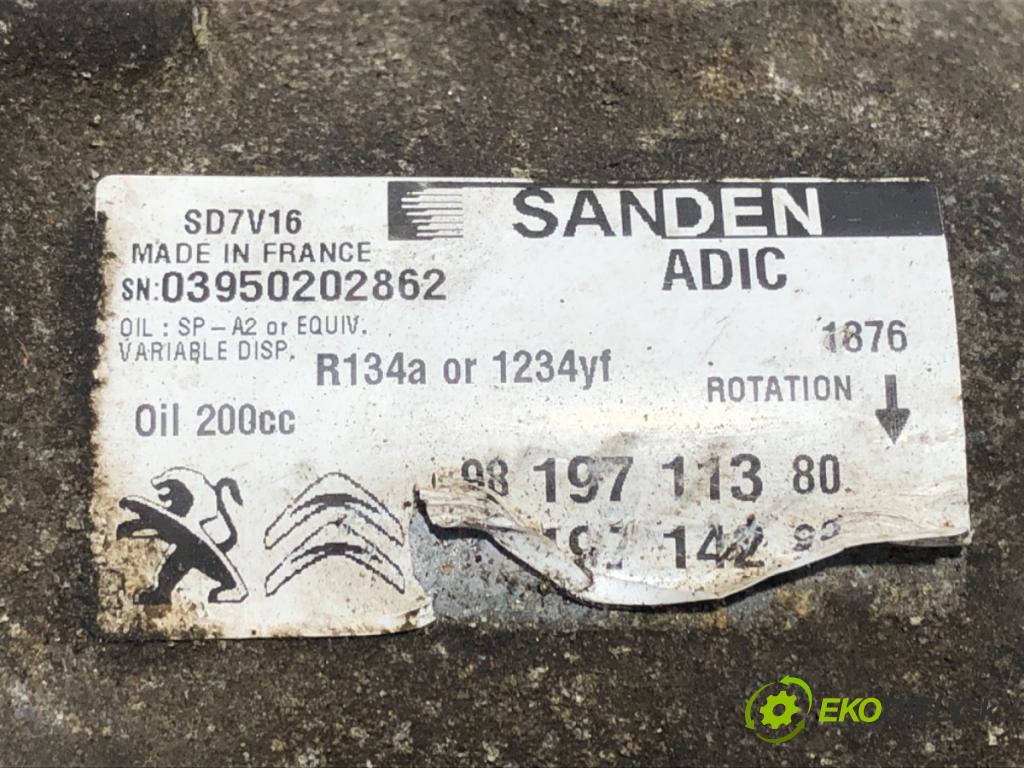 SD7V16
SANDEN
MADE IN FRANCE
ADIC
SN:03950202862
OIL : SP-A2 or EQUIV.
VARIABLE DISP.
1876
R134a or 1234yf
ROTATION
Oil 200cc
98 197 113 80
197 142
EKO